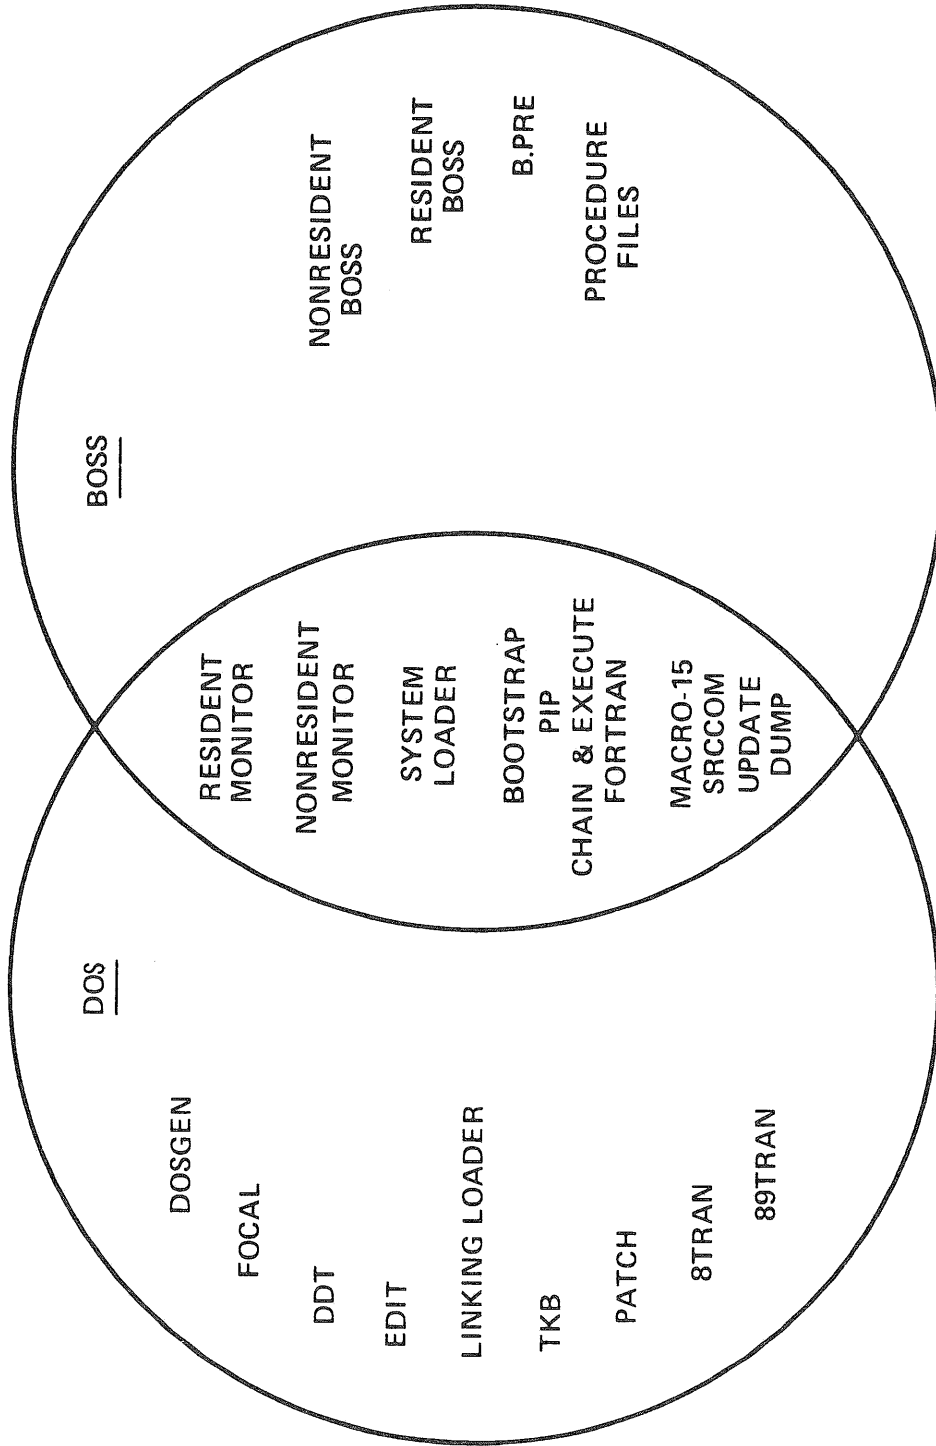 DOS
DOSGEN
FOCAL
DDT
EDIT
LINKING LOADER
TKB
PATCH
8TRAN
89TRAN
RESIDENT
MONITOR
NONRESIDENT
MONITOR
SYSTEM
LOADER
BOOTSTRAP
PIP
CHAIN & EXECUTE
FORTRAN
MACRO-15
SRCCOM
UPDATE
DUMP
BOSS
NONRESIDENT
BOSS
RESIDENT
BOSS
B.PRE
PROCEDURE
FILES